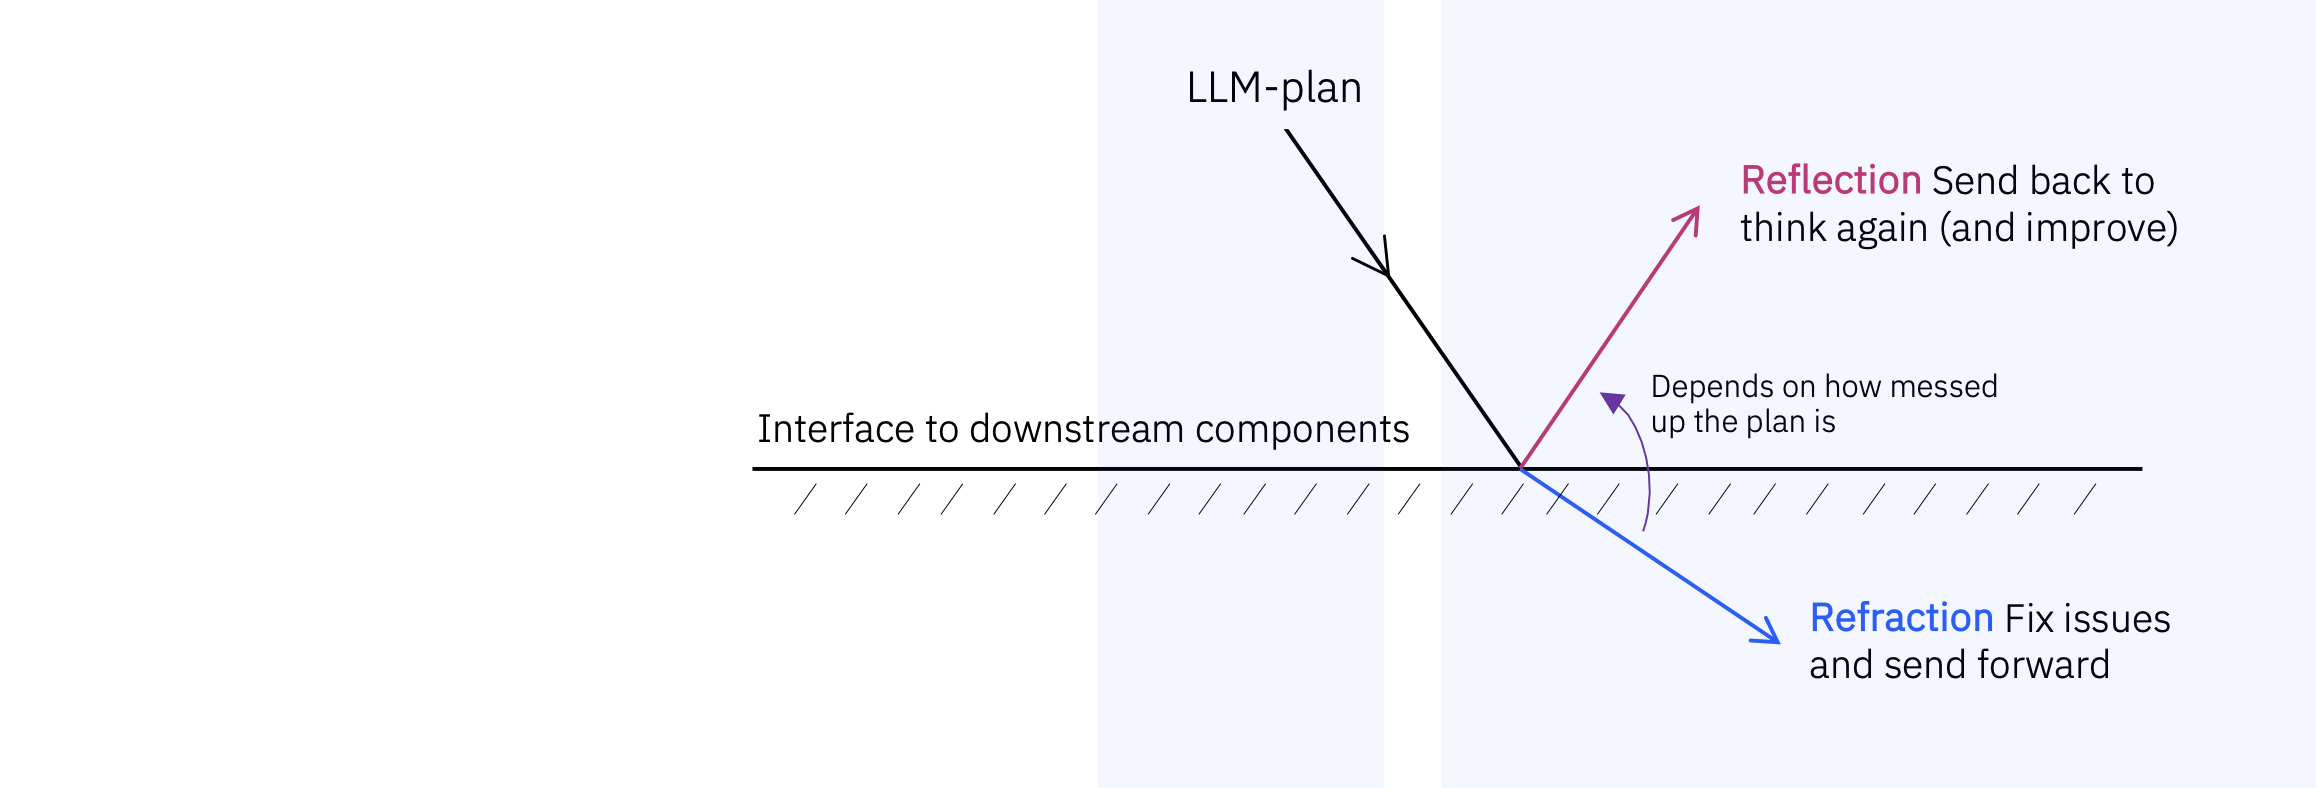 LLM-plan
Reflection Send back to
think again (and improve)
Depends on how messed
up the plan is
Interface to downstream components
Refraction Fix issues
and send forward